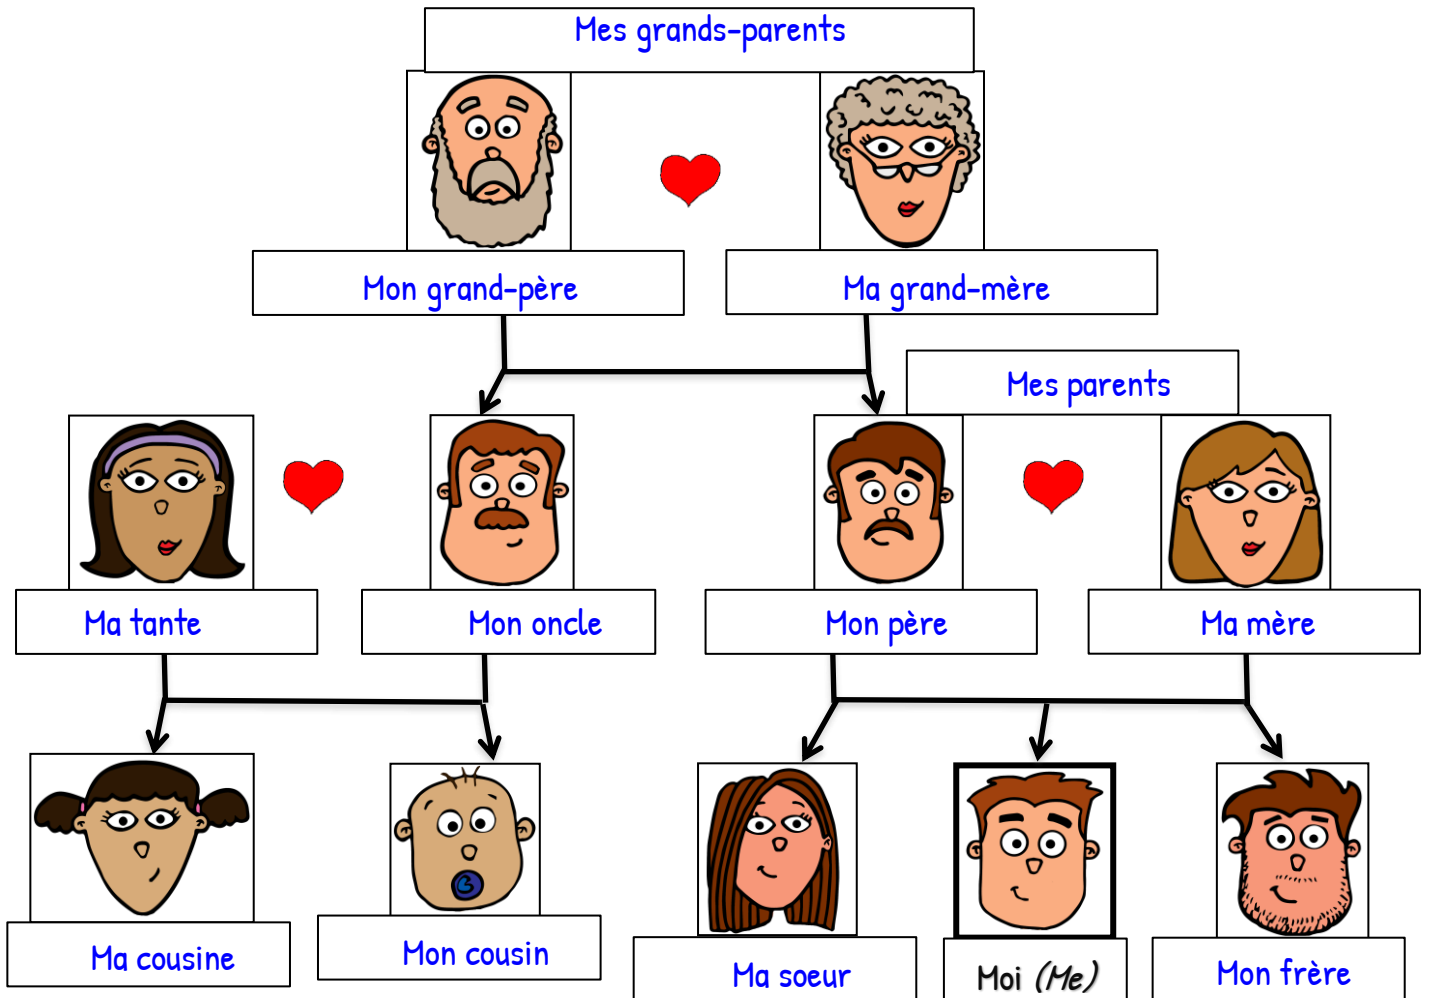 Mes grands-parents
Mon grand-père
Ma grand-mère
Mes parents
Ma tante
Mon oncle
Mon père
Ma mère
Ma cousine
Mon cousin
Ma soeur
Moi (Me)
Mon frère